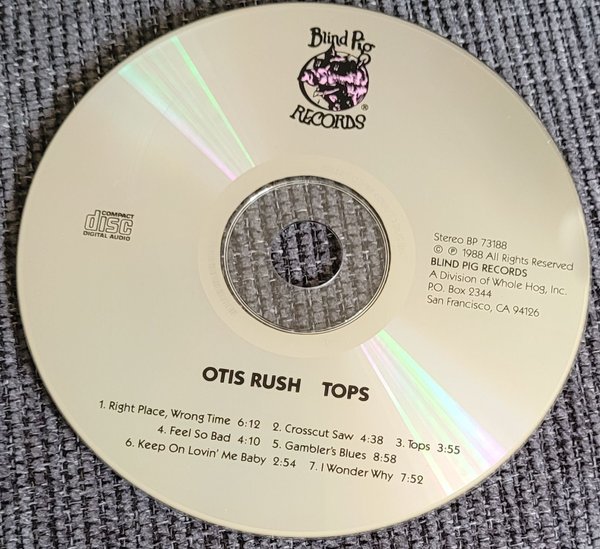 Blind Pig
RECORDS®
COMPACT
disc
DIGITAL AUDIO
Stereo BP 73188
© ℗ 1988 All Rights Reserved
BLIND PIG RECORDS
A Division of Whole Hog, Inc.
P.O. Box 2344
San Francisco, CA 94126
OTIS RUSH TOPS
1. Right Place, Wrong Time 6:12 2. Crosscut Saw 4:38 3. Tops 3:55
4. Feel So Bad 4:10 5. Gambler's Blues 8:58
6. Keep On Lovin' Me Baby 2:54 7. I Wonder Why 7:52